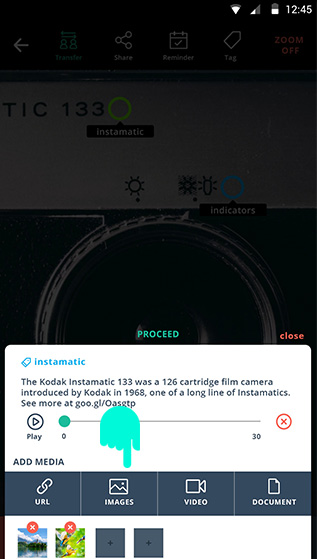 12:45
Transfer
Share
Reminder
Tag
ZOOM
OFF
TIC 133
instamatic
indicators
PROCEED
close
instamatic
The Kodak Instamatic 133 was a 126 cartridge film camera
introduced by Kodak in 1968, one of a long line of Instamatics.
See more at goo.gl/Oasgtp
Play
0
30
ADD MEDIA
URL
IMAGES
VIDEO
DOCUMENT